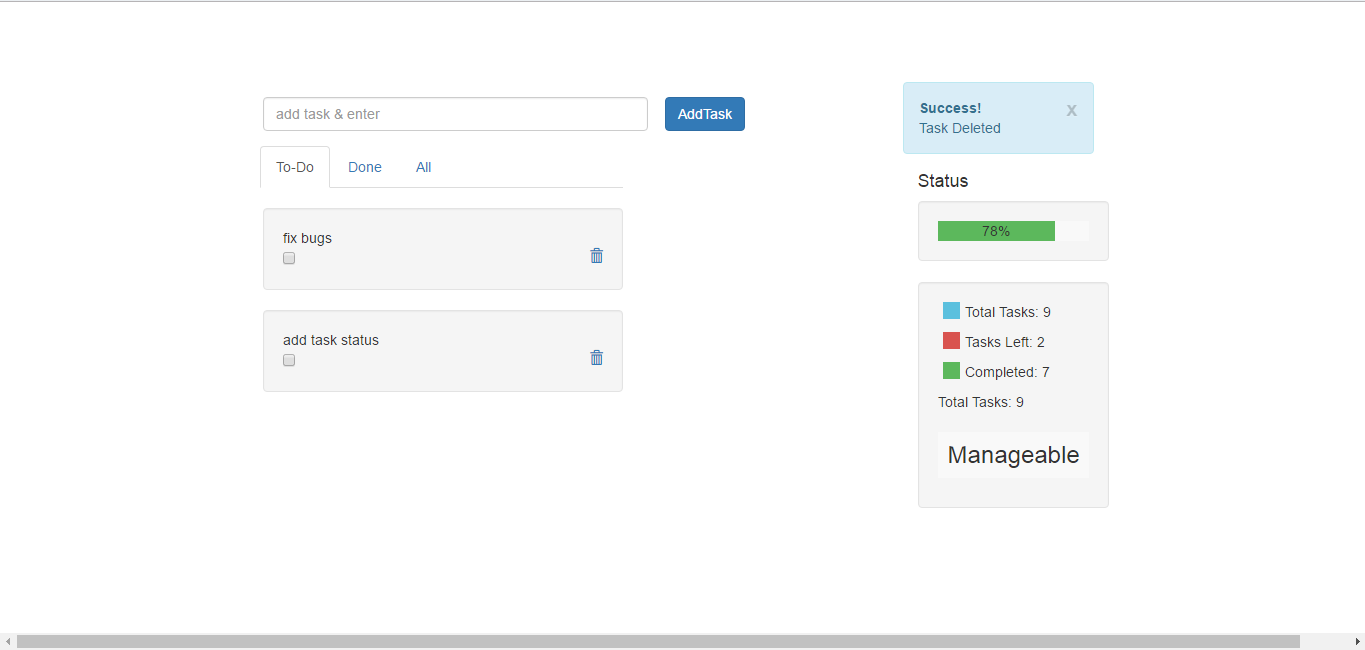 add task & enter
AddTask
To-Do
Done
All
fix bugs
add task status
Success!
x
Task Deleted
Status
78%
Total Tasks: 9
Tasks Left: 2
Completed: 7
Total Tasks: 9
Manageable